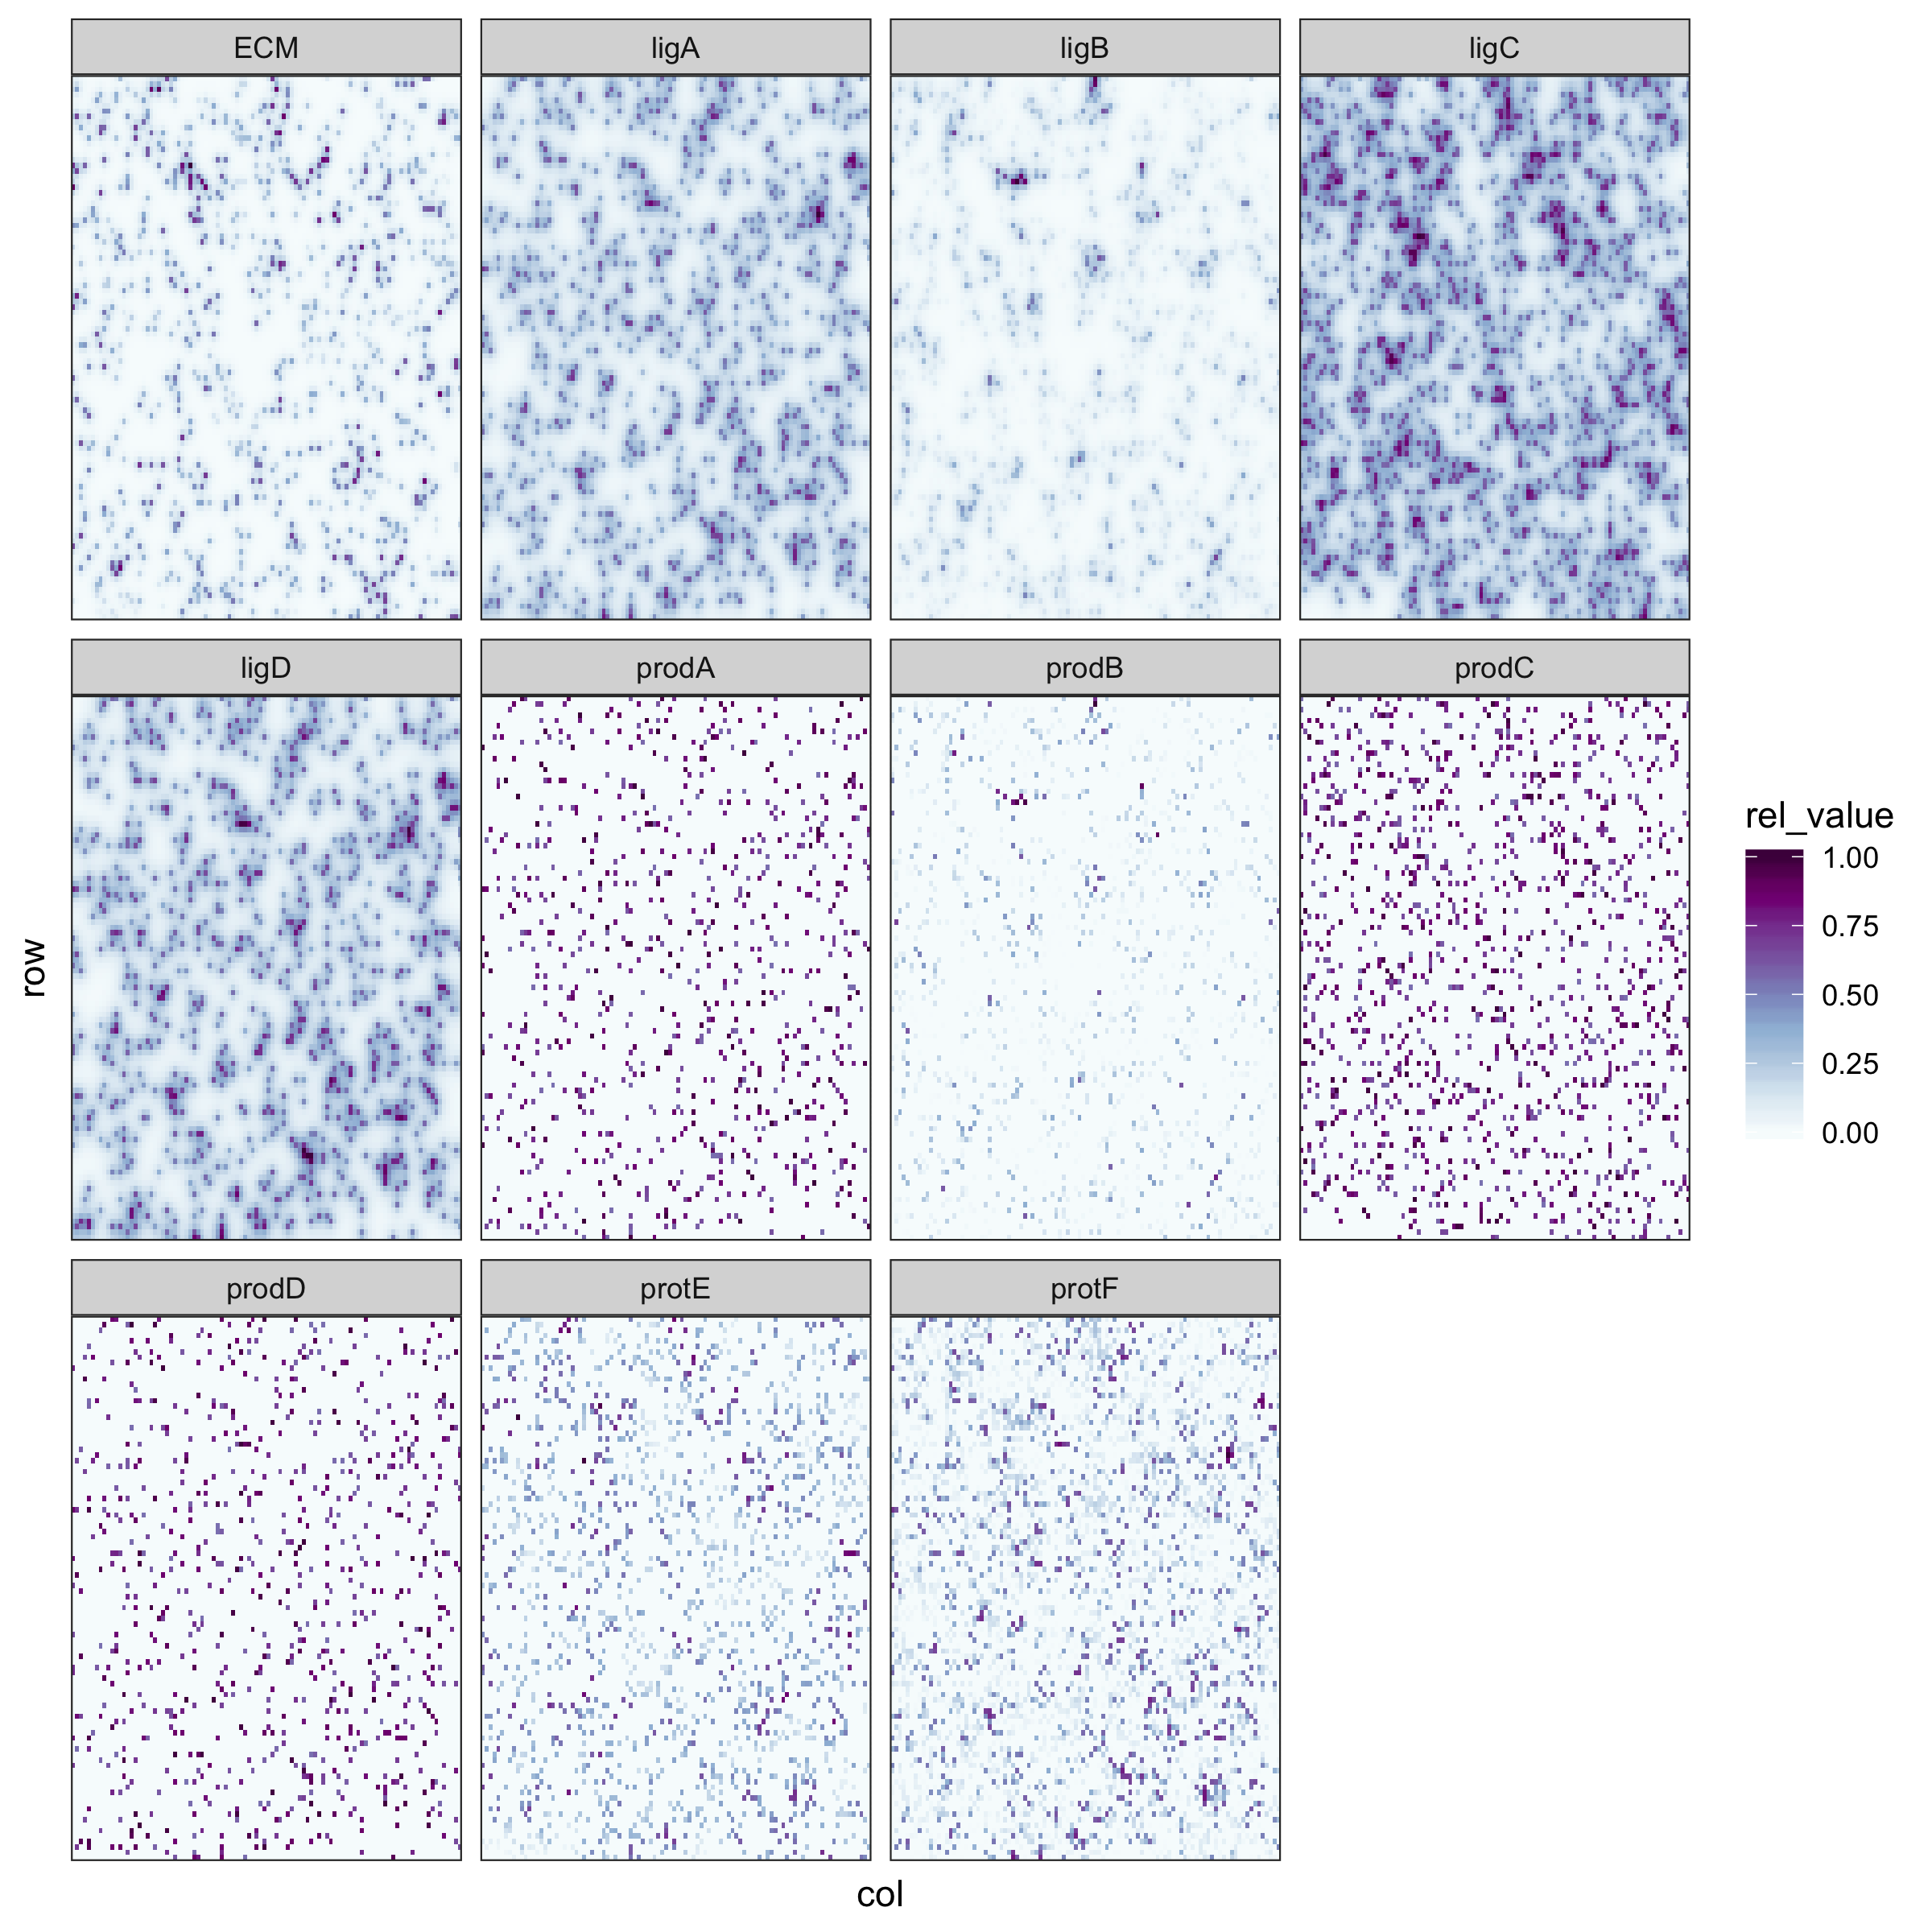 ECM
ligA
ligB
ligC
ligD
prodA
prodB
prodC
prodD
protE
protF
row
col
rel_value
1.00
0.75
0.50
0.25
0.00